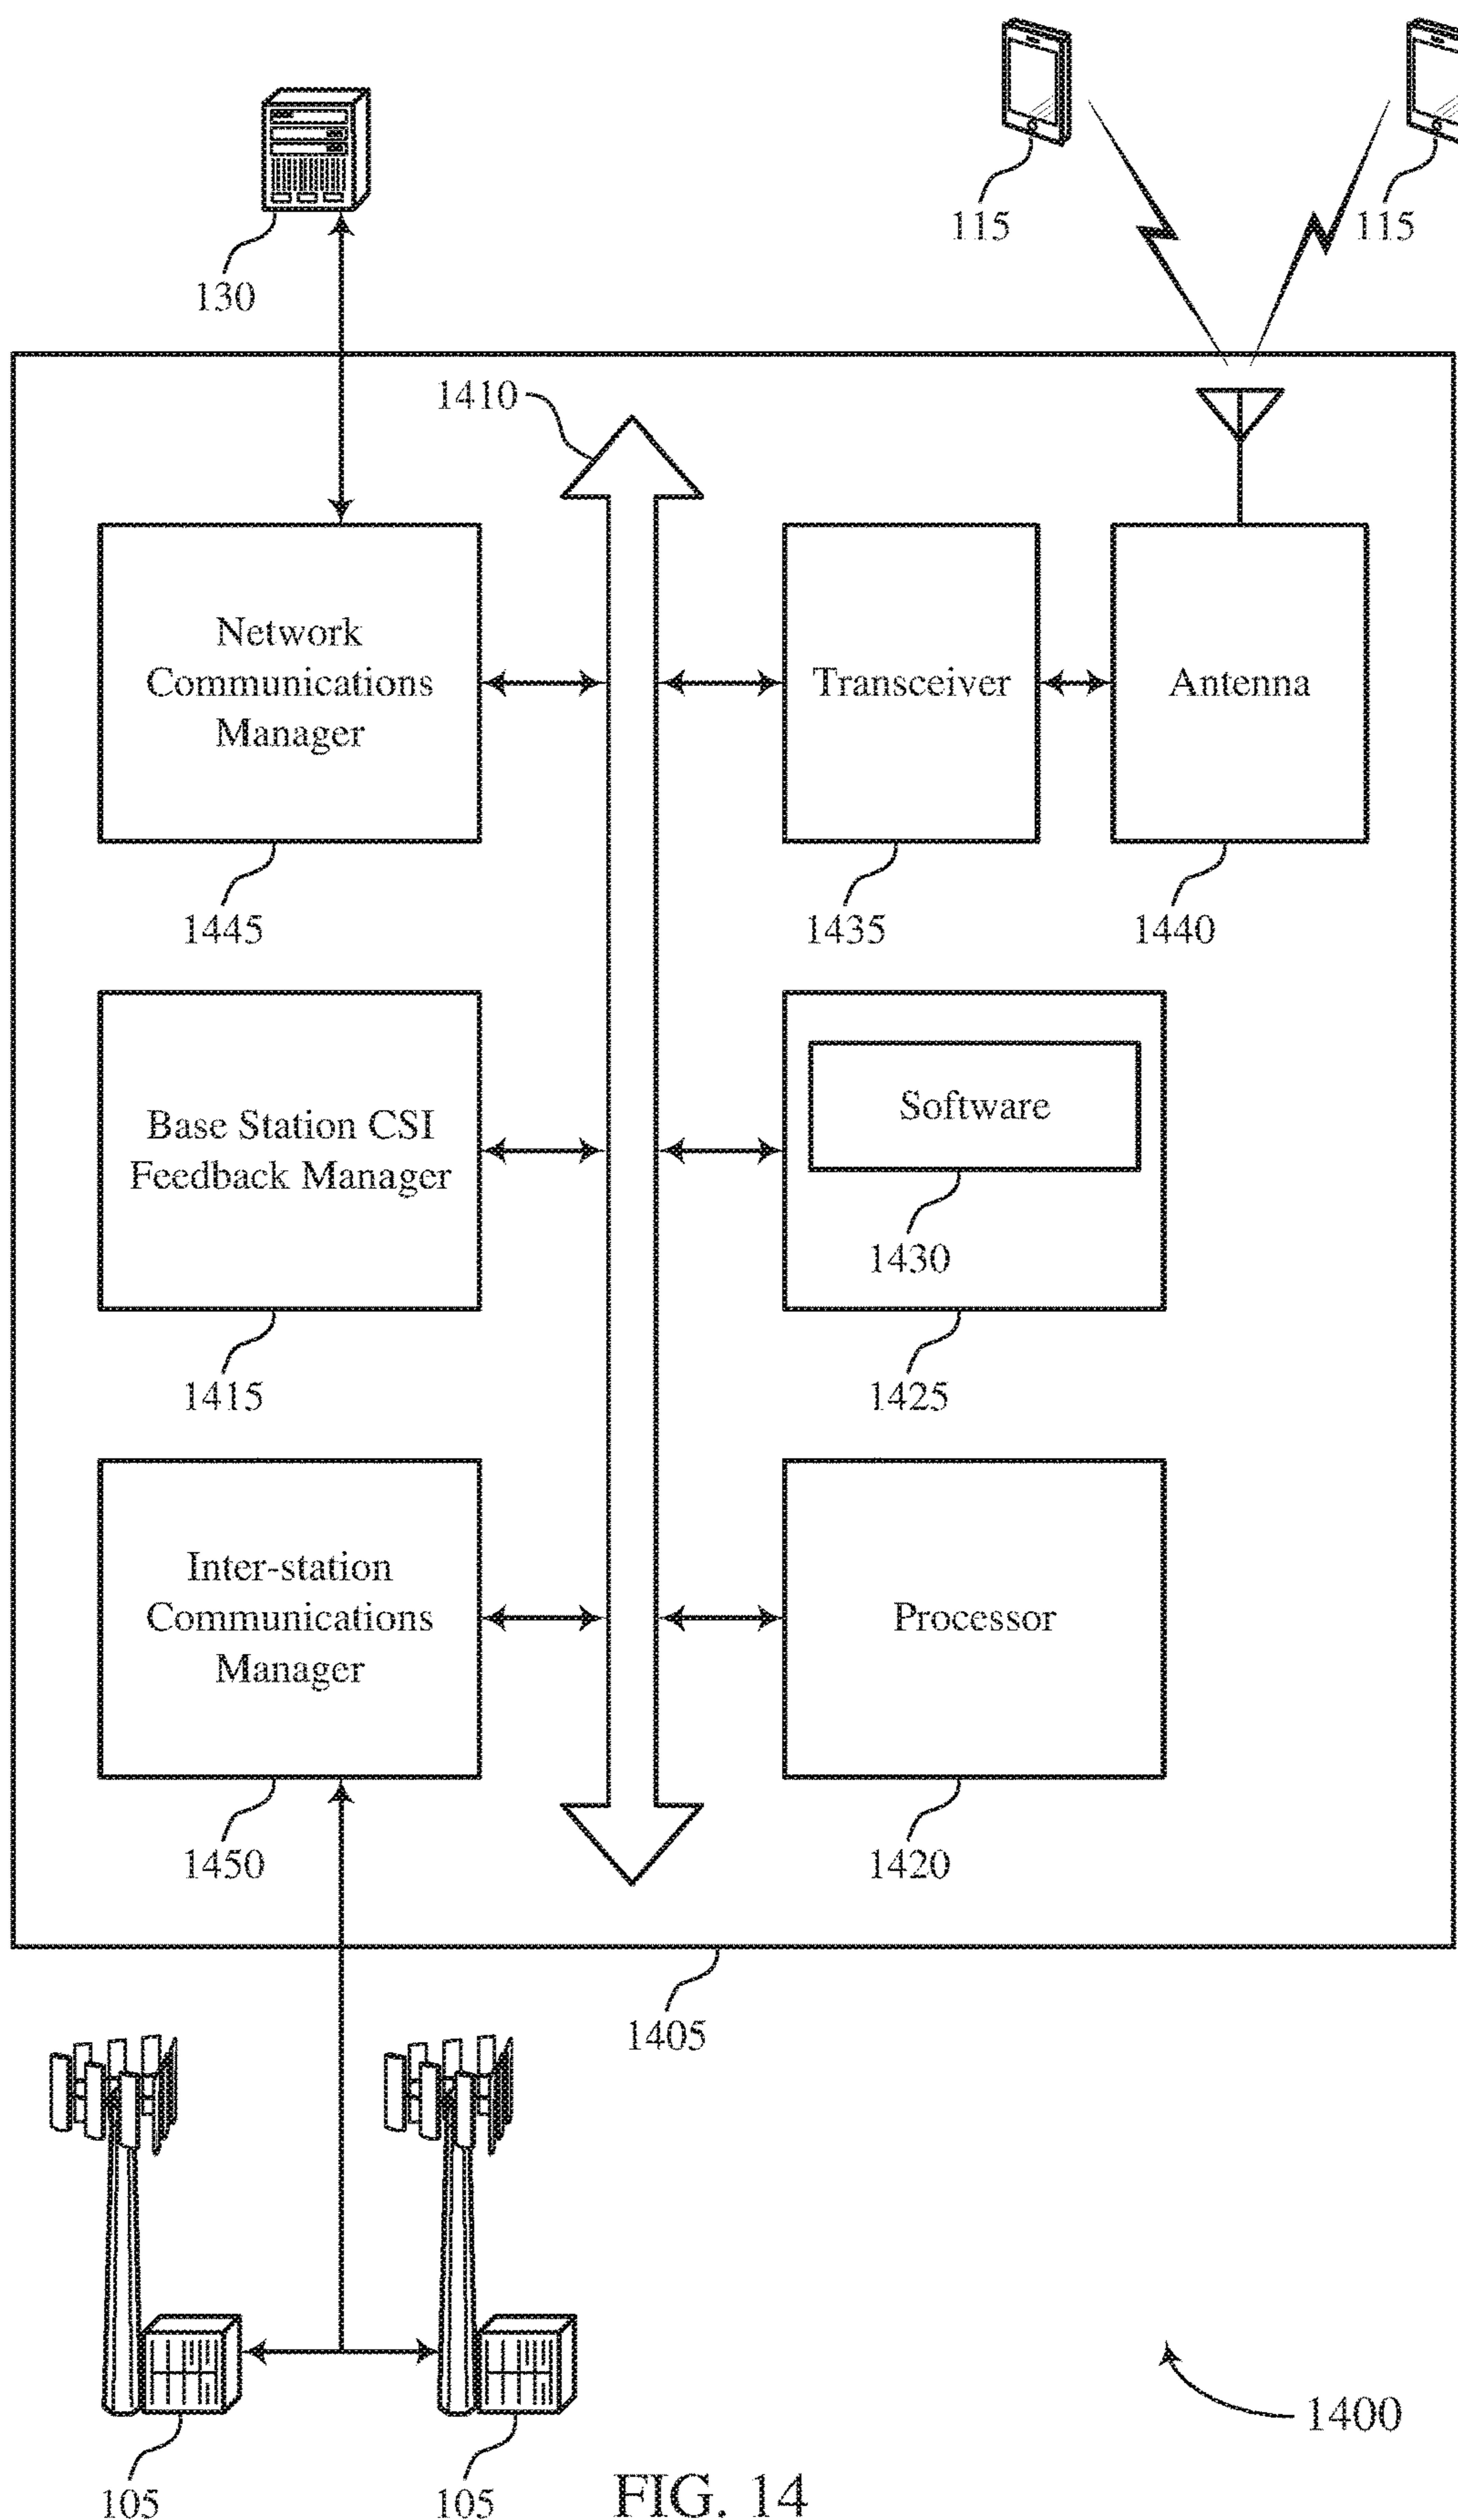 130
115
115
1410
Network
Communications
Manager
Transceiver
Antenna
1445
1435
1440
Base Station CSI
Feedback Manager
Software
1430
1415
1425
Inter-station
Communications
Manager
Processor
1450
1420
1405
1400
105
105
FIG. 14